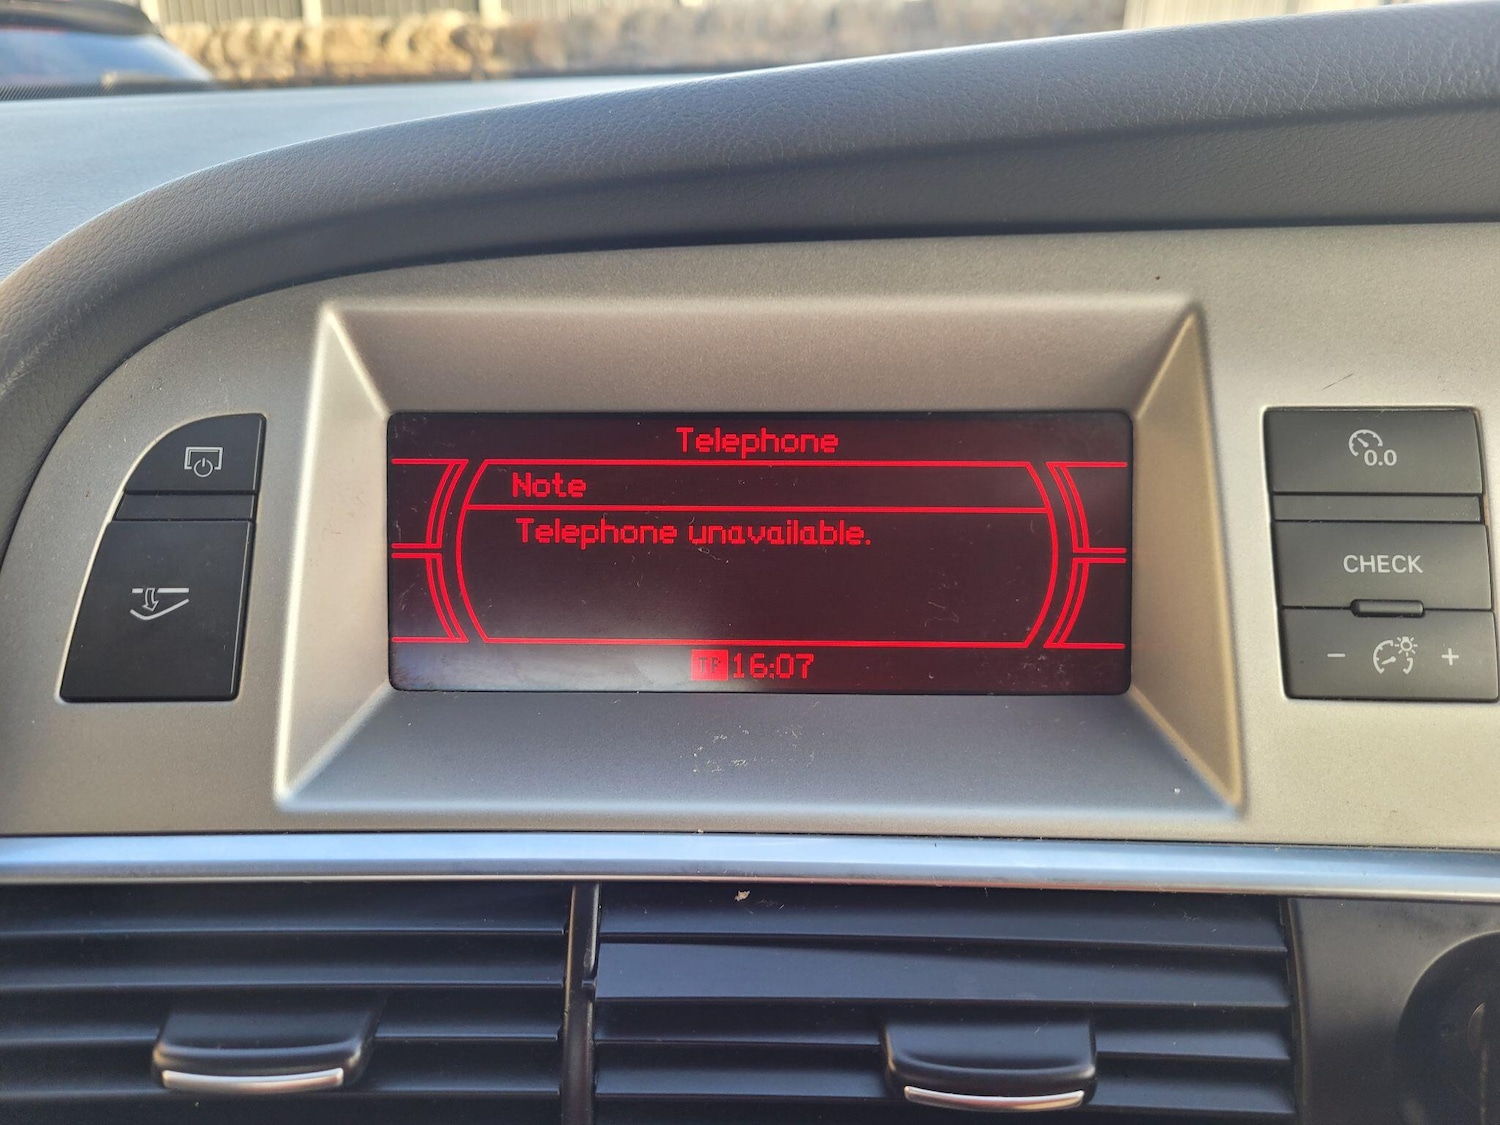 Telephone
Note
Telephone unavailable.
TP 16:07
0.0
CHECK
- +